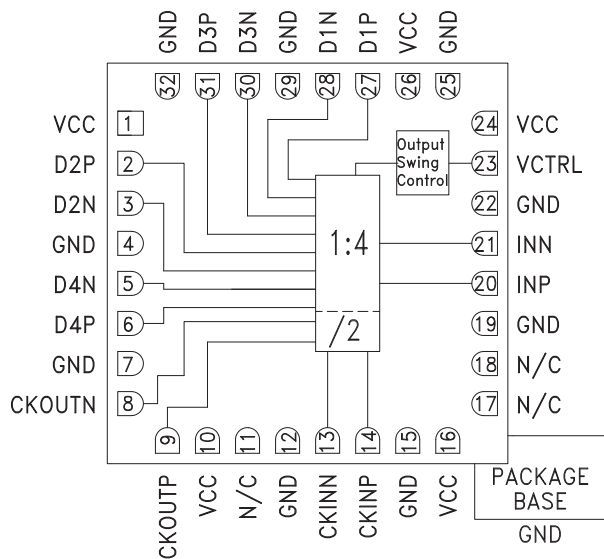 GND
D3P
D3N
GND
D1N
D1P
VCC
GND
32
31
30
29
28
27
26
25
VCC 1
D2P 2
D2N 3
GND 4
D4N 5
D4P 6
GND 7
CKOUTN 8
Output
Swing
Control
1:4
/2
24 VCC
23 VCTRL
22 GND
21 INN
20 INP
19 GND
18 N/C
17 N/C
9
10
11
12
13
14
15
16
CKOUTP
VCC
N/C
GND
CKINN
CKINP
GND
VCC
PACKAGE
BASE
GND